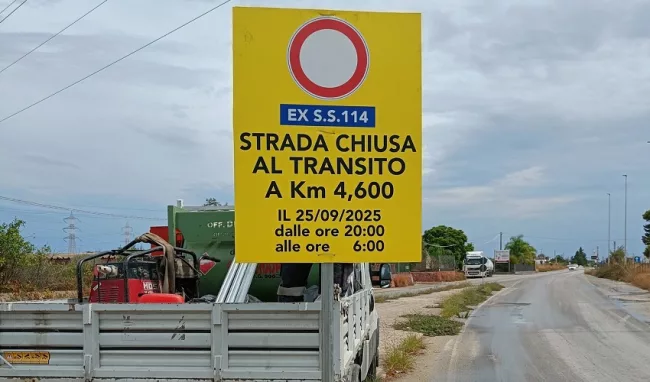 EX S.S.114
STRADA CHIUSA
AL TRANSITO
A Km 4,600
IL 25/09/2025
dalle ore 20:00
alle ore 6:00